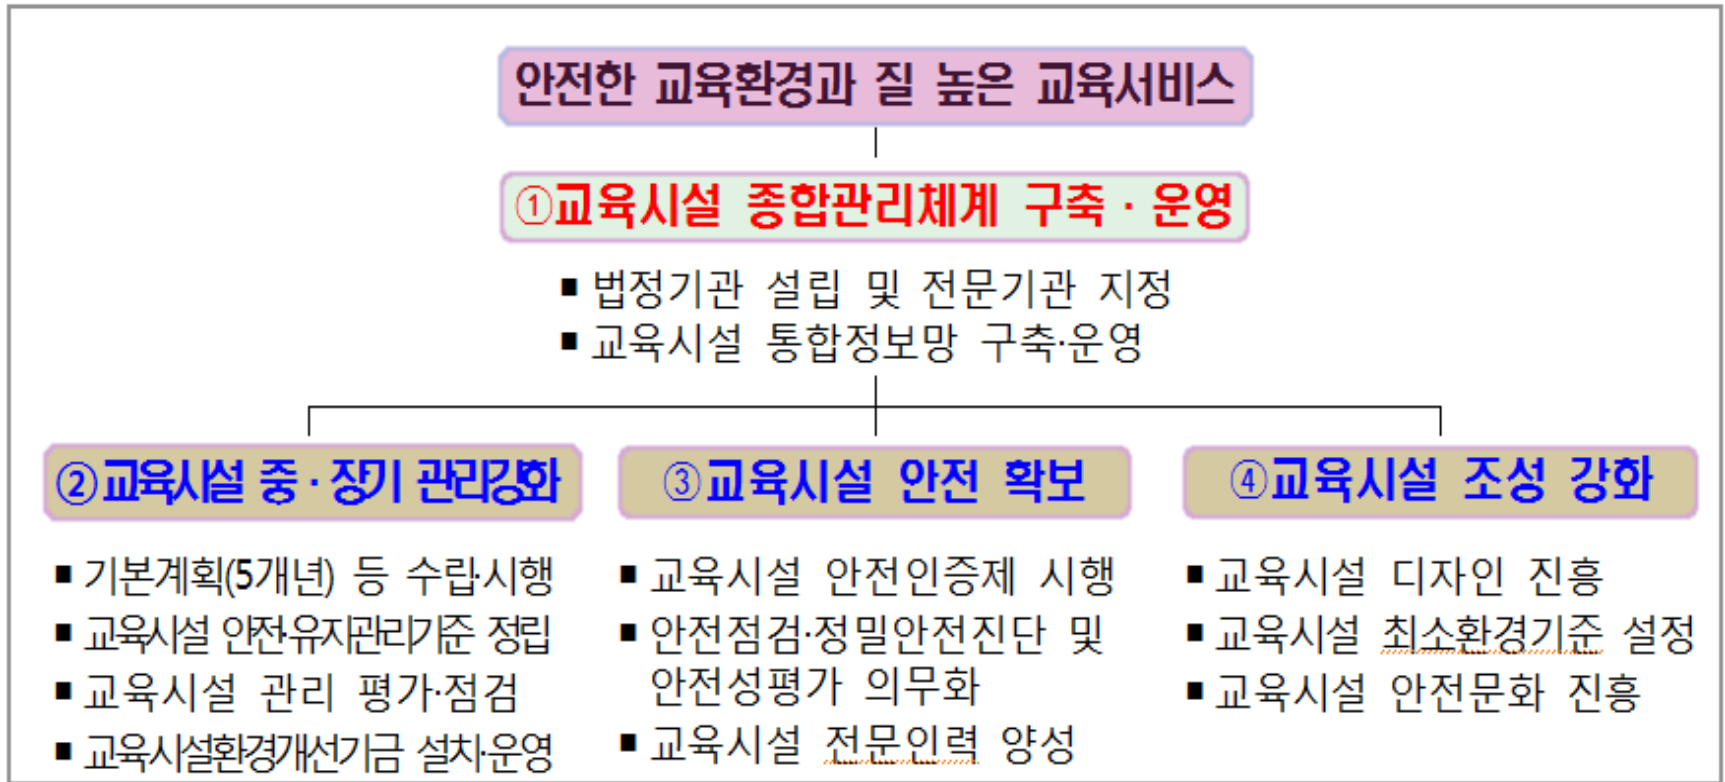 안전한 교육환경과 질 높은 교육서비스
①교육시설 종합관리체계 구축·운영
■ 법정기관 설립 및 전문기관 지정
■ 교육시설 통합정보망 구축·운영
②교육시설 중·장기 관리강화
■ 기본계획(5개년) 등 수립·시행
■ 교육시설 안전·유지관리기준 정립
■ 교육시설 관리 평가·점검
■ 교육시설환경개선기금 설치·운영
③교육시설 안전 확보
■ 교육시설 안전인증제 시행
■ 안전점검·정밀안전진단 및
안전성평가 의무화
■ 교육시설 전문인력 양성
④교육시설 조성 강화
■ 교육시설 디자인 진흥
■ 교육시설 최소환경기준 설정
■ 교육시설 안전문화 진흥